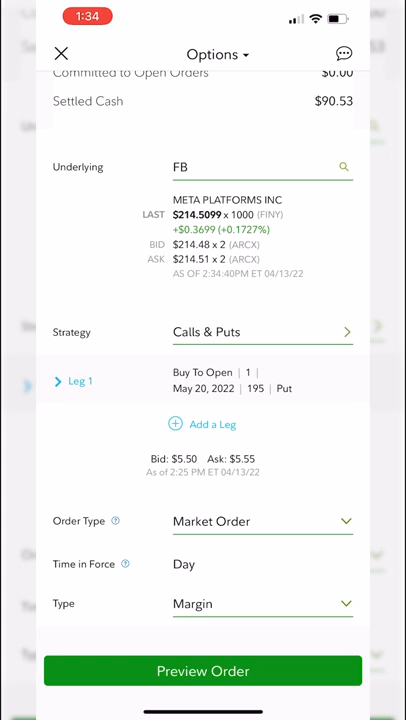 1:34
Options
Committed to Open Orders $0.00
Settled Cash $90.53
Underlying FB
META PLATFORMS INC
LAST $214.5099 x 1000 (FINY)
+$0.3699 (+0.1727%)
BID $214.48 x 2 (ARCX)
ASK $214.51 x 2 (ARCX)
AS OF 2:34:40PM ET 04/13/22
Strategy Calls & Puts
Leg 1 Buy To Open | 1 |
May 20, 2022 | 195 | Put
Add a Leg
Bid: $5.50 Ask: $5.55
As of 2:25 PM ET 04/13/22
Order Type ? Market Order
Time in Force ? Day
Type Margin
Preview Order